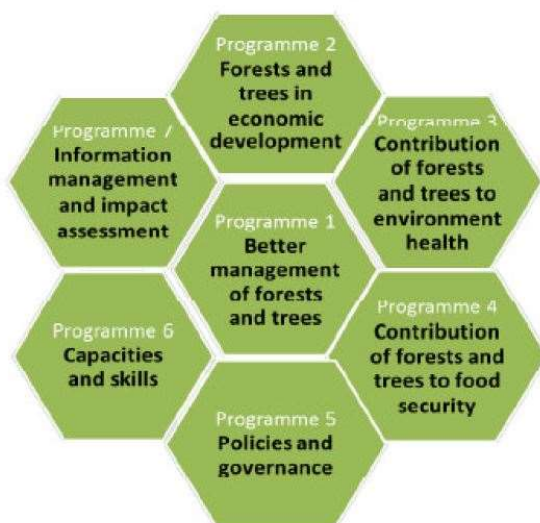 Programme 2
Forests and
trees in
economic
development
Programme 7
Information
management
and impact
assessment
Programme 3
Contribution
of forests
and trees to
environment
health
Programme 1
Better
management
of forests
and trees
Programme 6
Capacities
and skills
Programme 4
Contribution
of forests and
trees to food
security
Programme 5
Policies and
governance